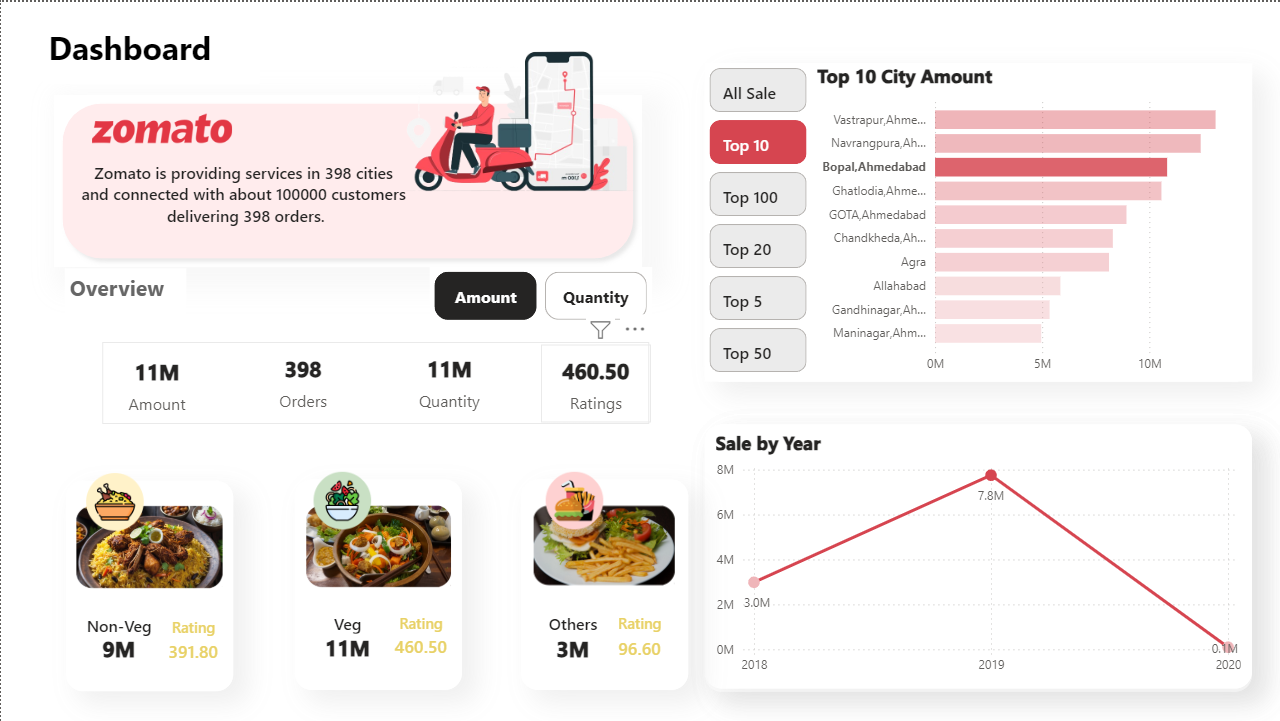 Dashboard
zomato
Zomato is providing services in 398 cities
and connected with about 100000 customers
delivering 398 orders.
Overview
Amount
Quantity
11M
Amount
398
Orders
11M
Quantity
460.50
Ratings
Non-Veg
9M
Rating
391.80
Veg
11M
Rating
460.50
Others
3M
Rating
96.60
All Sale
Top 10
Top 100
Top 20
Top 5
Top 50
Top 10 City Amount
Vastrapur,Ahme...
Navrangpura,Ah...
Bopal,Ahmedabad
Ghatlodia,Ahme...
GOTA,Ahmedabad
Chandkheda,Ah...
Agra
Allahabad
Gandhinagar,Ah...
Maninagar,Ahm...
0M 5M 10M
Sale by Year
8M
6M
4M
2M
0M
3.0M
7.8M
0.1M
2018 2019 2020